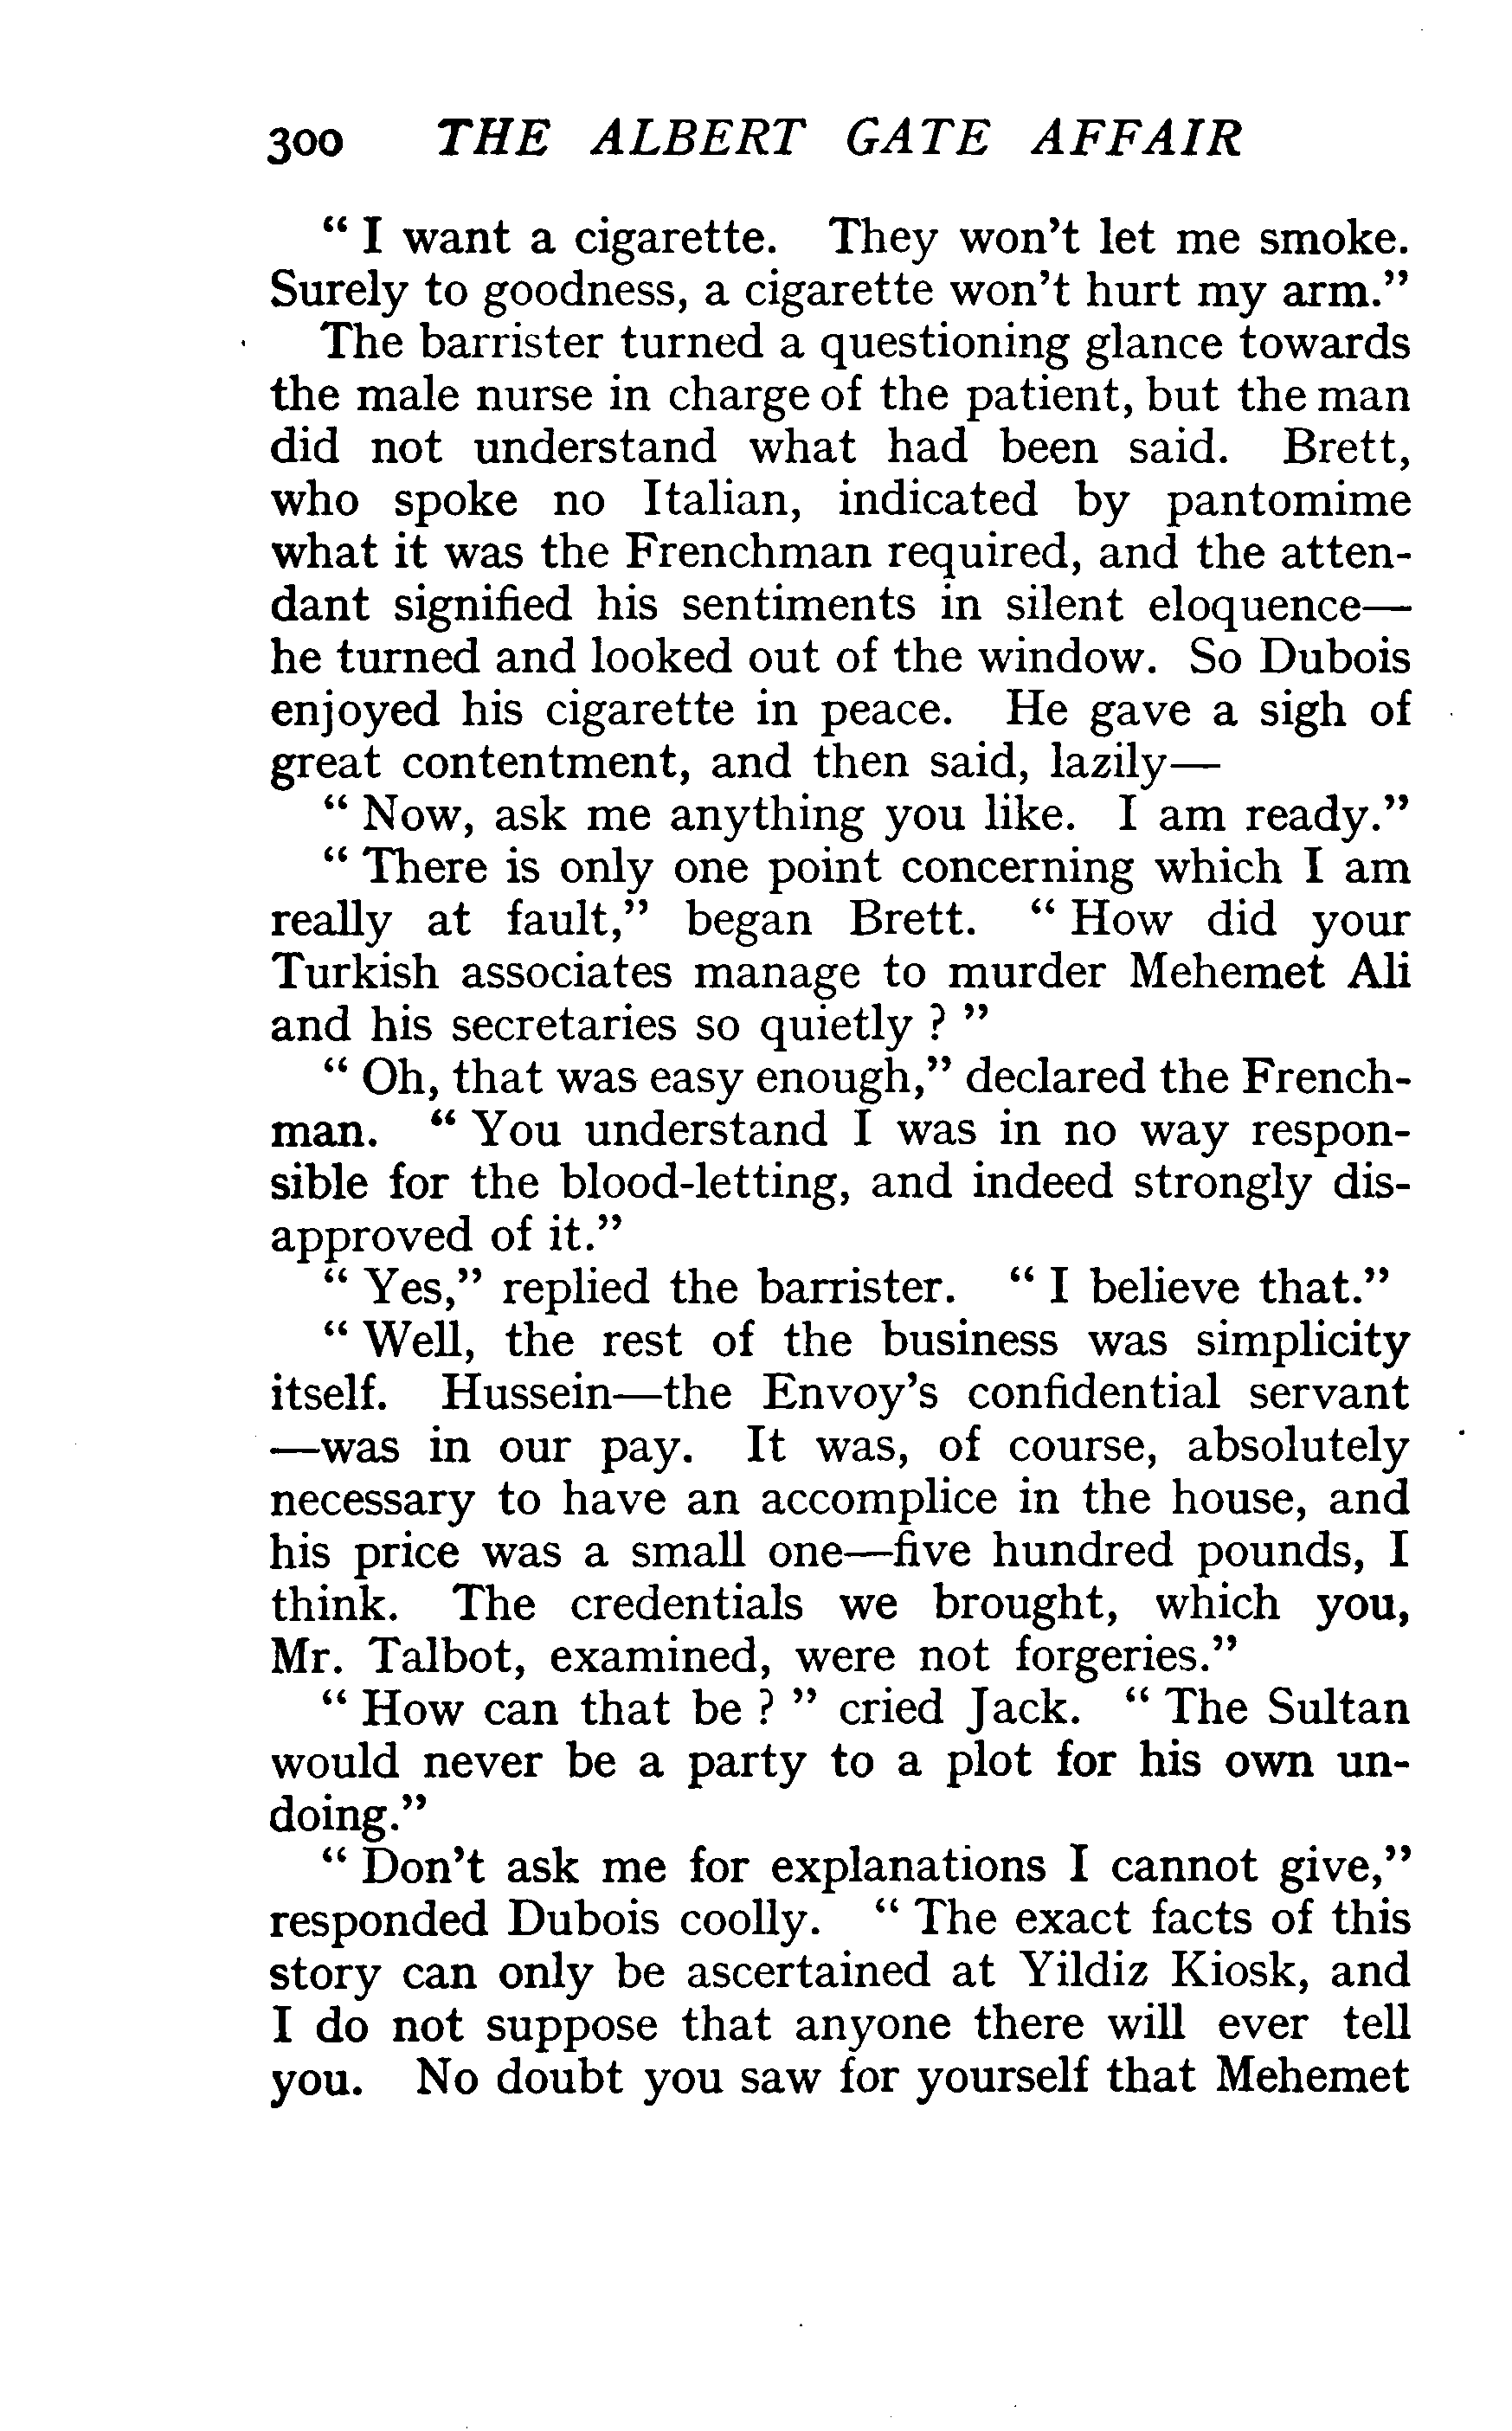 300 THE ALBERT GATE AFFAIR
“ I want a cigarette. They won’t let me smoke.
Surely to goodness, a cigarette won’t hurt my arm.”
The barrister turned a questioning glance towards
the male nurse in charge of the patient, but the man
did not understand what had been said. Brett,
who spoke no Italian, indicated by pantomime
what it was the Frenchman required, and the atten-
dant signified his sentiments in silent eloquence—
he turned and looked out of the window. So Dubois
enjoyed his cigarette in peace. He gave a sigh of
great contentment, and then said, lazily—
“ Now, ask me anything you like. I am ready.”
“ There is only one point concerning which I am
really at fault,” began Brett. “ How did your
Turkish associates manage to murder Mehemet Ali
and his secretaries so quietly ? ”
“ Oh, that was easy enough,” declared the French-
man. “ You understand I was in no way respon-
sible for the blood-letting, and indeed strongly dis-
approved of it.”
“ Yes,” replied the barrister. “ I believe that.”
“ Well, the rest of the business was simplicity
itself. Hussein—the Envoy’s confidential servant
—was in our pay. It was, of course, absolutely
necessary to have an accomplice in the house, and
his price was a small one—five hundred pounds, I
think. The credentials we brought, which you,
Mr. Talbot, examined, were not forgeries.”
“ How can that be ? ” cried Jack. “ The Sultan
would never be a party to a plot for his own un-
doing.”
“ Don’t ask me for explanations I cannot give,”
responded Dubois coolly. “ The exact facts of this
story can only be ascertained at Yildiz Kiosk, and
I do not suppose that anyone there will ever tell
you. No doubt you saw for yourself that Mehemet